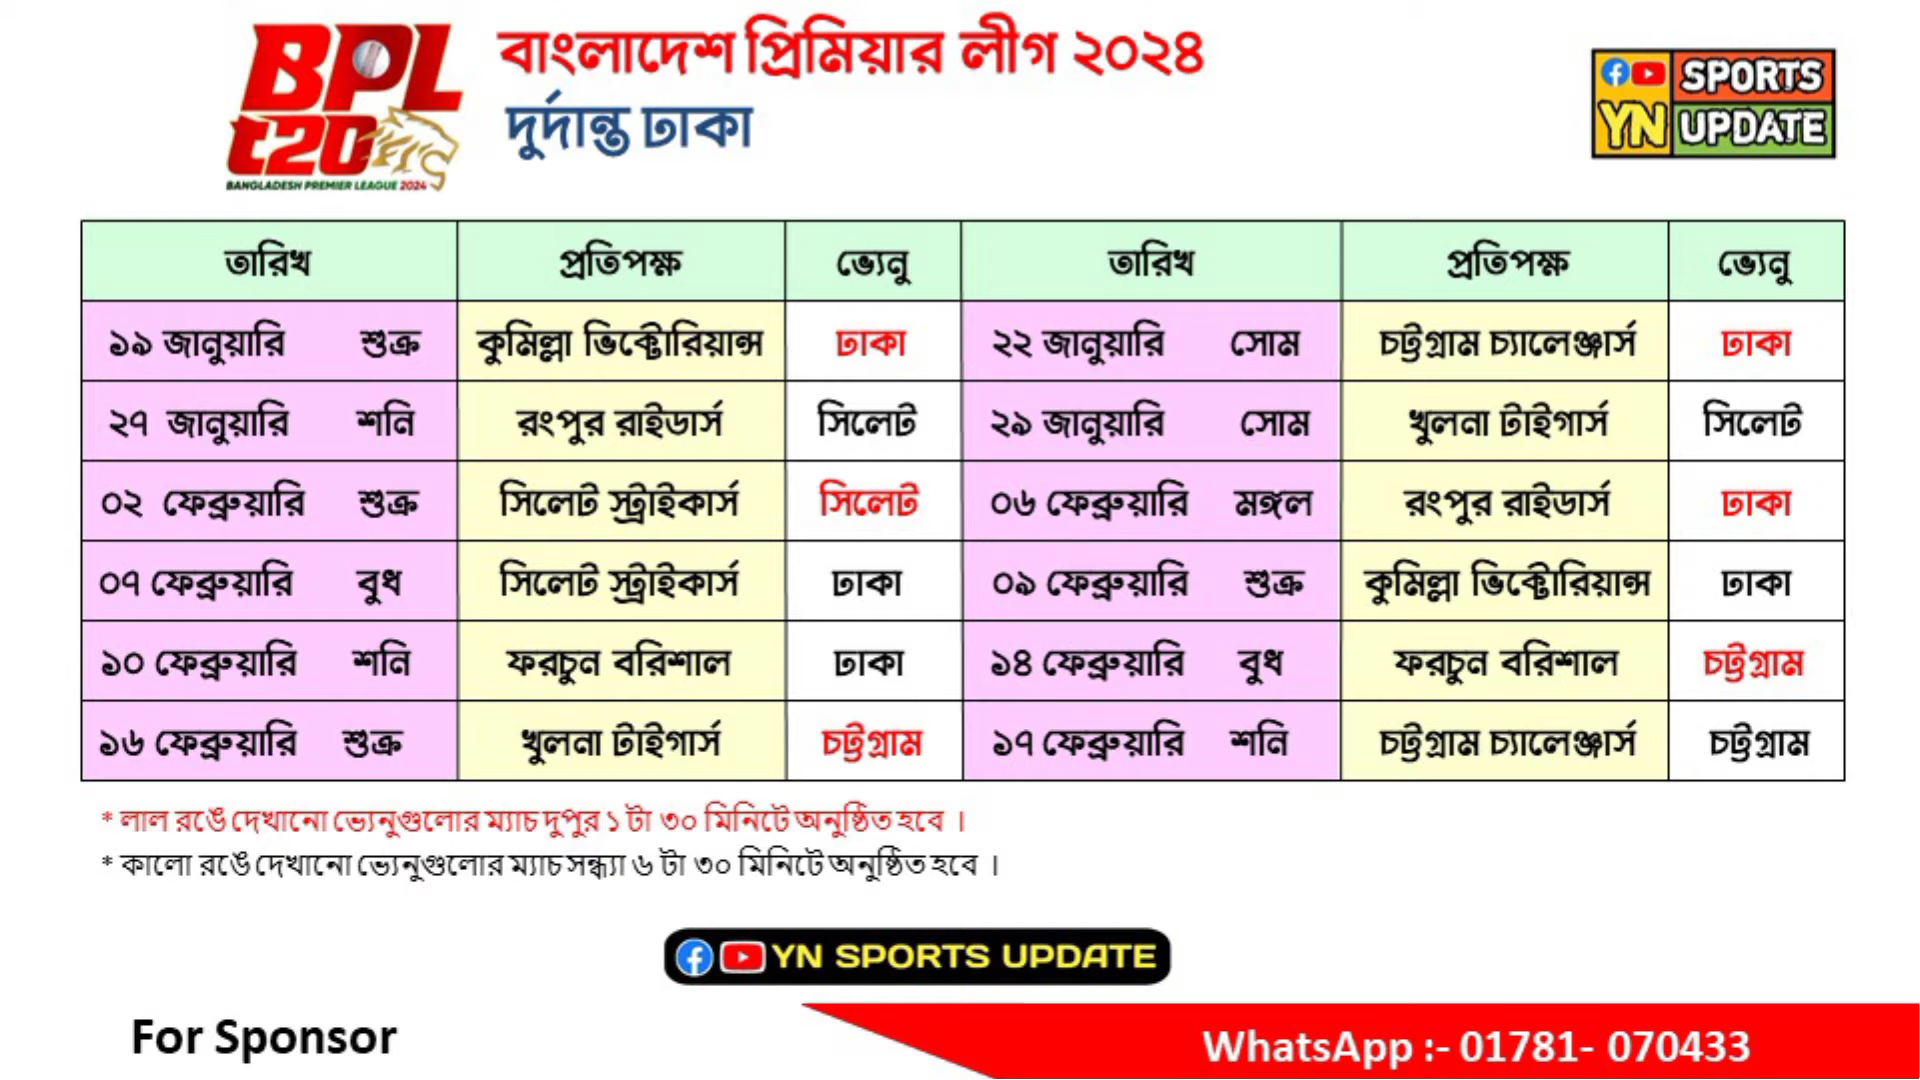 BPL
t20
BANGLADESH PREMIER LEAGUE 2024
বাংলাদেশ প্রিমিয়ার লীগ ২০২৪
দুর্দান্ত ঢাকা
SPORTS
YN UPDATE
তারিখ প্রতিপক্ষ ভ্যেনু তারিখ প্রতিপক্ষ ভ্যেনু
১৯ জানুয়ারি শুক্র কুমিল্লা ভিক্টোরিয়ান্স ঢাকা ২২ জানুয়ারি সোম চট্টগ্রাম চ্যালেঞ্জার্স ঢাকা
২৭ জানুয়ারি শনি রংপুর রাইডার্স সিলেট ২৯ জানুয়ারি সোম খুলনা টাইগার্স সিলেট
০২ ফেব্রুয়ারি শুক্র সিলেট স্ট্রাইকার্স সিলেট ০৬ ফেব্রুয়ারি মঙ্গল রংপুর রাইডার্স ঢাকা
০৭ ফেব্রুয়ারি বুধ সিলেট স্ট্রাইকার্স ঢাকা ০৯ ফেব্রুয়ারি শুক্র কুমিল্লা ভিক্টোরিয়ান্স ঢাকা
১০ ফেব্রুয়ারি শনি ফরচুন বরিশাল ঢাকা ১৪ ফেব্রুয়ারি বুধ ফরচুন বরিশাল চট্টগ্রাম
১৬ ফেব্রুয়ারি শুক্র খুলনা টাইগার্স চট্টগ্রাম ১৭ ফেব্রুয়ারি শনি চট্টগ্রাম চ্যালেঞ্জার্স চট্টগ্রাম
* লাল রঙে দেখানো ভ্যেনুগুলোর ম্যাচ দুপুর ১ টা ৩০ মিনিটে অনুষ্ঠিত হবে ।
* কালো রঙে দেখানো ভ্যেনুগুলোর ম্যাচ সন্ধ্যা ৬ টা ৩০ মিনিটে অনুষ্ঠিত হবে ।
YN SPORTS UPDATE
For Sponsor
WhatsApp :- 01781- 070433